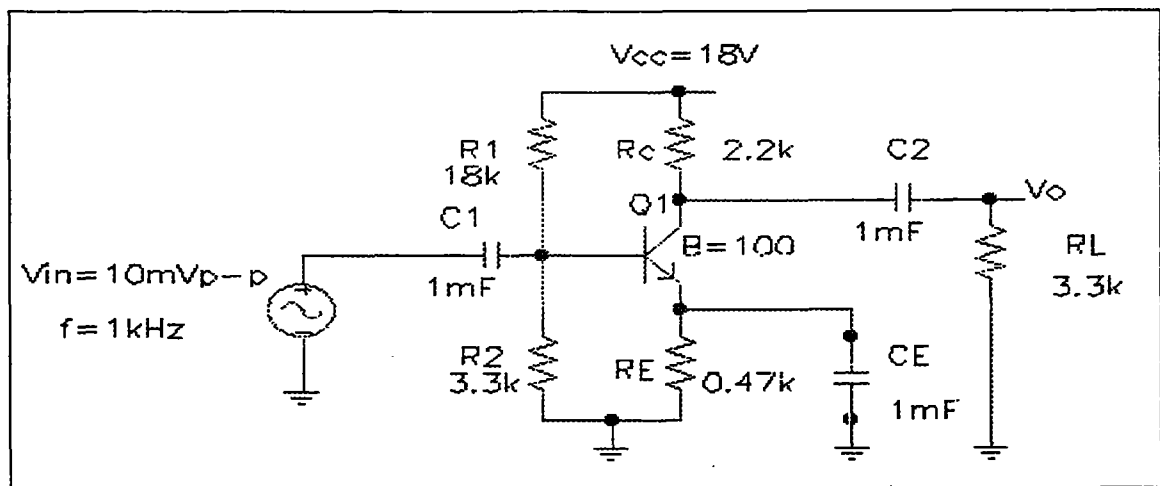 Vcc=18V
R1
18k
Rc
2.2k
C2
Q1
Vo
C1
B=100
1mF
RL
3.3k
Vin=10mVp-p
1mF
f=1kHz
R2
3.3k
RE
0.47k
CE
1mF